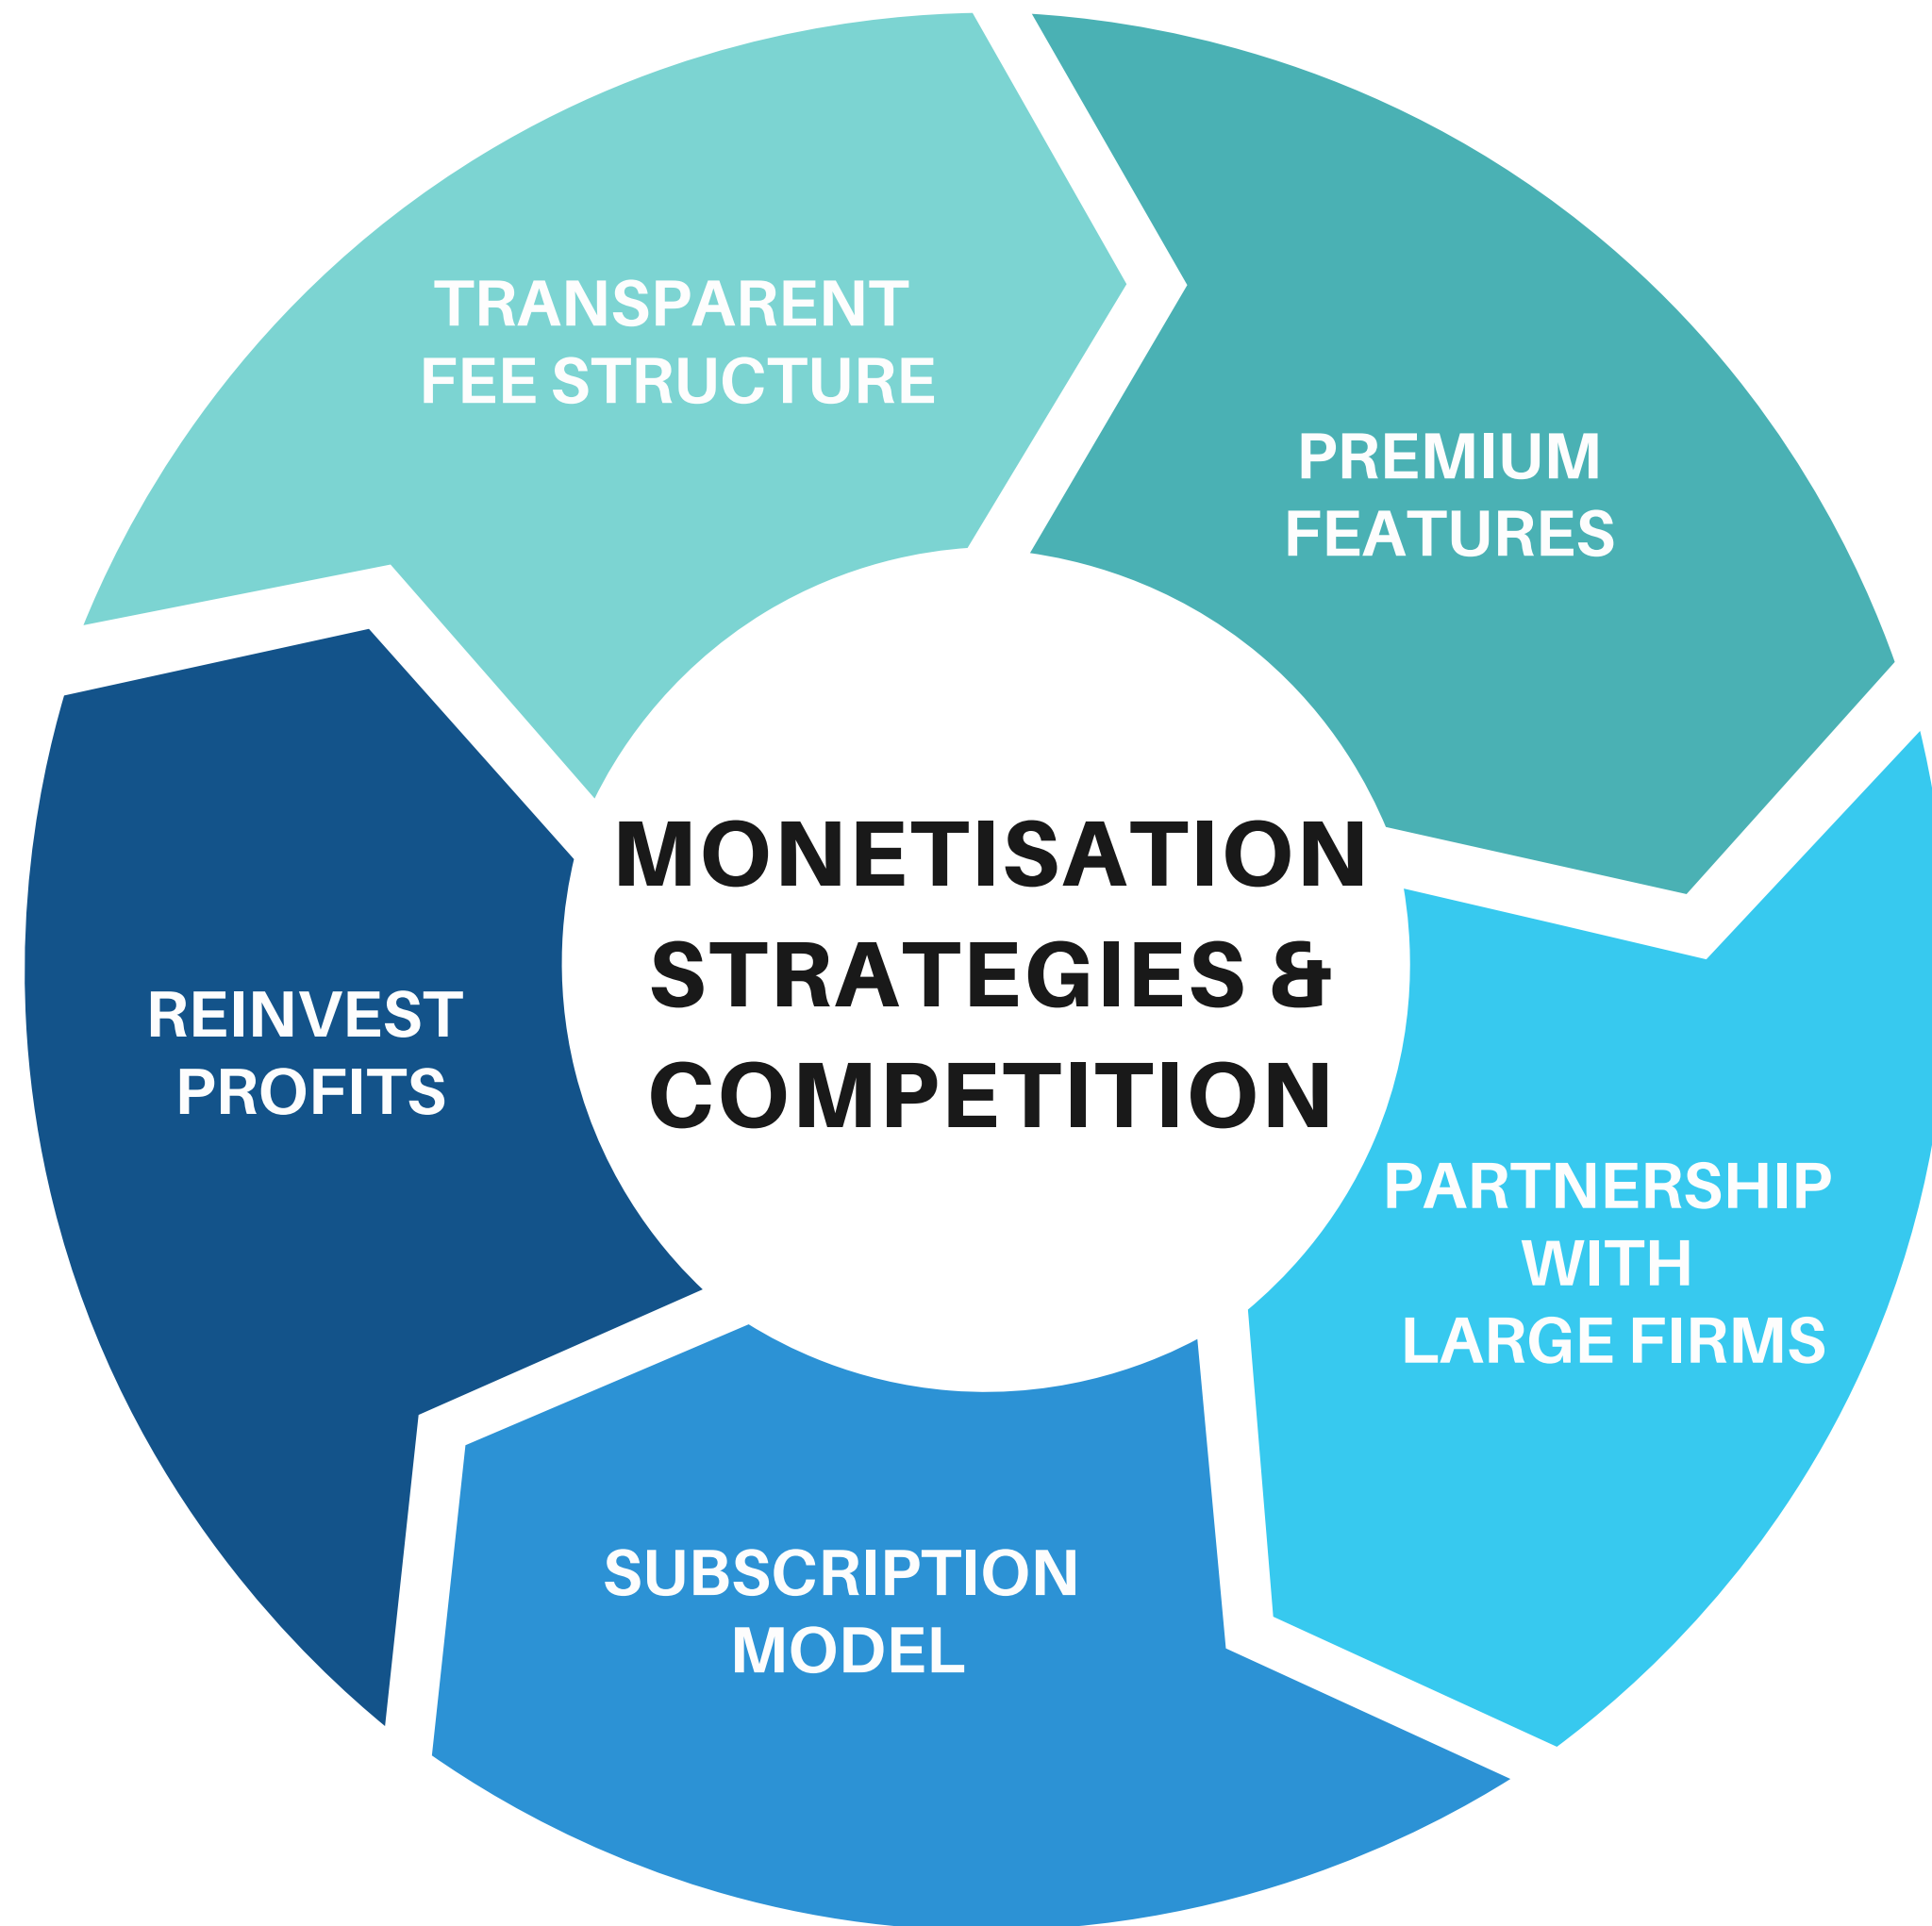 TRANSPARENT
FEE STRUCTURE
PREMIUM
FEATURES
MONETISATION
STRATEGIES &
COMPETITION
REINVEST
PROFITS
PARTNERSHIP
WITH
LARGE FIRMS
SUBSCRIPTION
MODEL